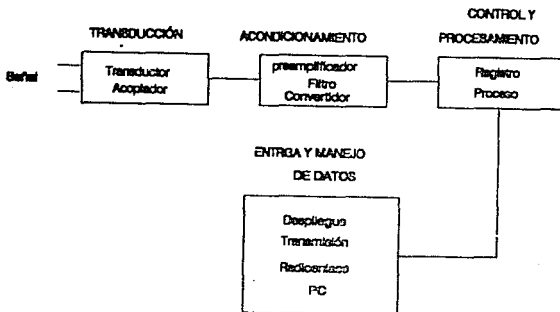 TRANSDUCCIÓN
Señal
Transductor
Acoplador
ACONDICIONAMIENTO
preamplificador
Filtro
Convertidor
CONTROL Y
PROCESAMIENTO
Registro
Proceso
ENTRGA Y MANEJO
DE DATOS
Despliegue
Transmisión
Radioenlace
PC